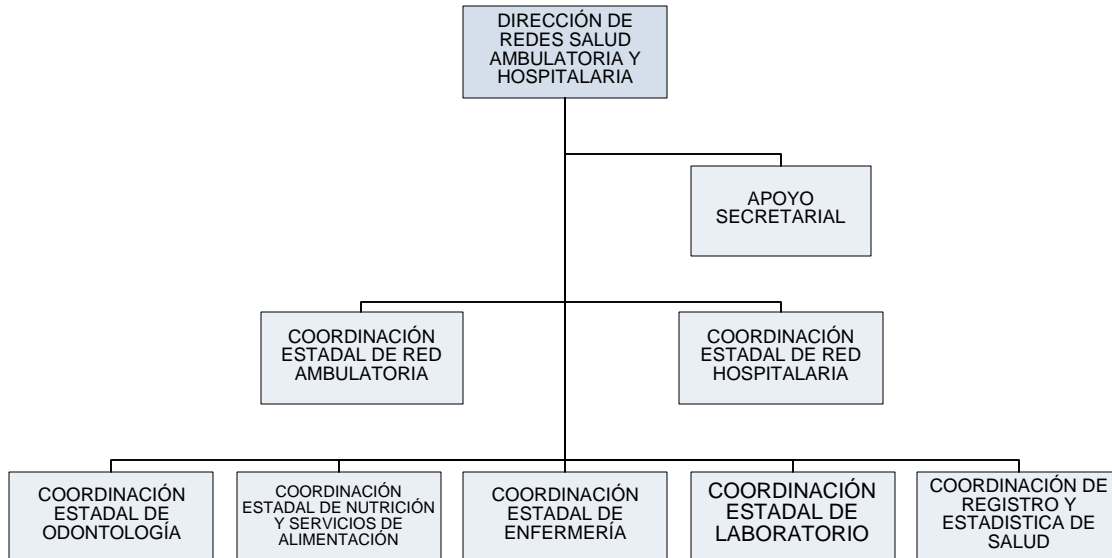 DIRECCIÓN DE
REDES SALUD
AMBULATORIA Y
HOSPITALARIA
APOYO
SECRETARIAL
COORDINACIÓN
ESTADAL DE RED
AMBULATORIA
COORDINACIÓN
ESTADAL DE RED
HOSPITALARIA
COORDINACIÓN
ESTADAL DE
ODONTOLOGÍA
COORDINACIÓN
ESTADAL DE NUTRICIÓN
Y SERVICIOS DE
ALIMENTACIÓN
COORDINACIÓN
ESTADAL DE
ENFERMERÍA
COORDINACIÓN
ESTADAL DE
LABORATORIO
COORDINACIÓN DE
REGISTRO Y
ESTADISTICA DE
SALUD